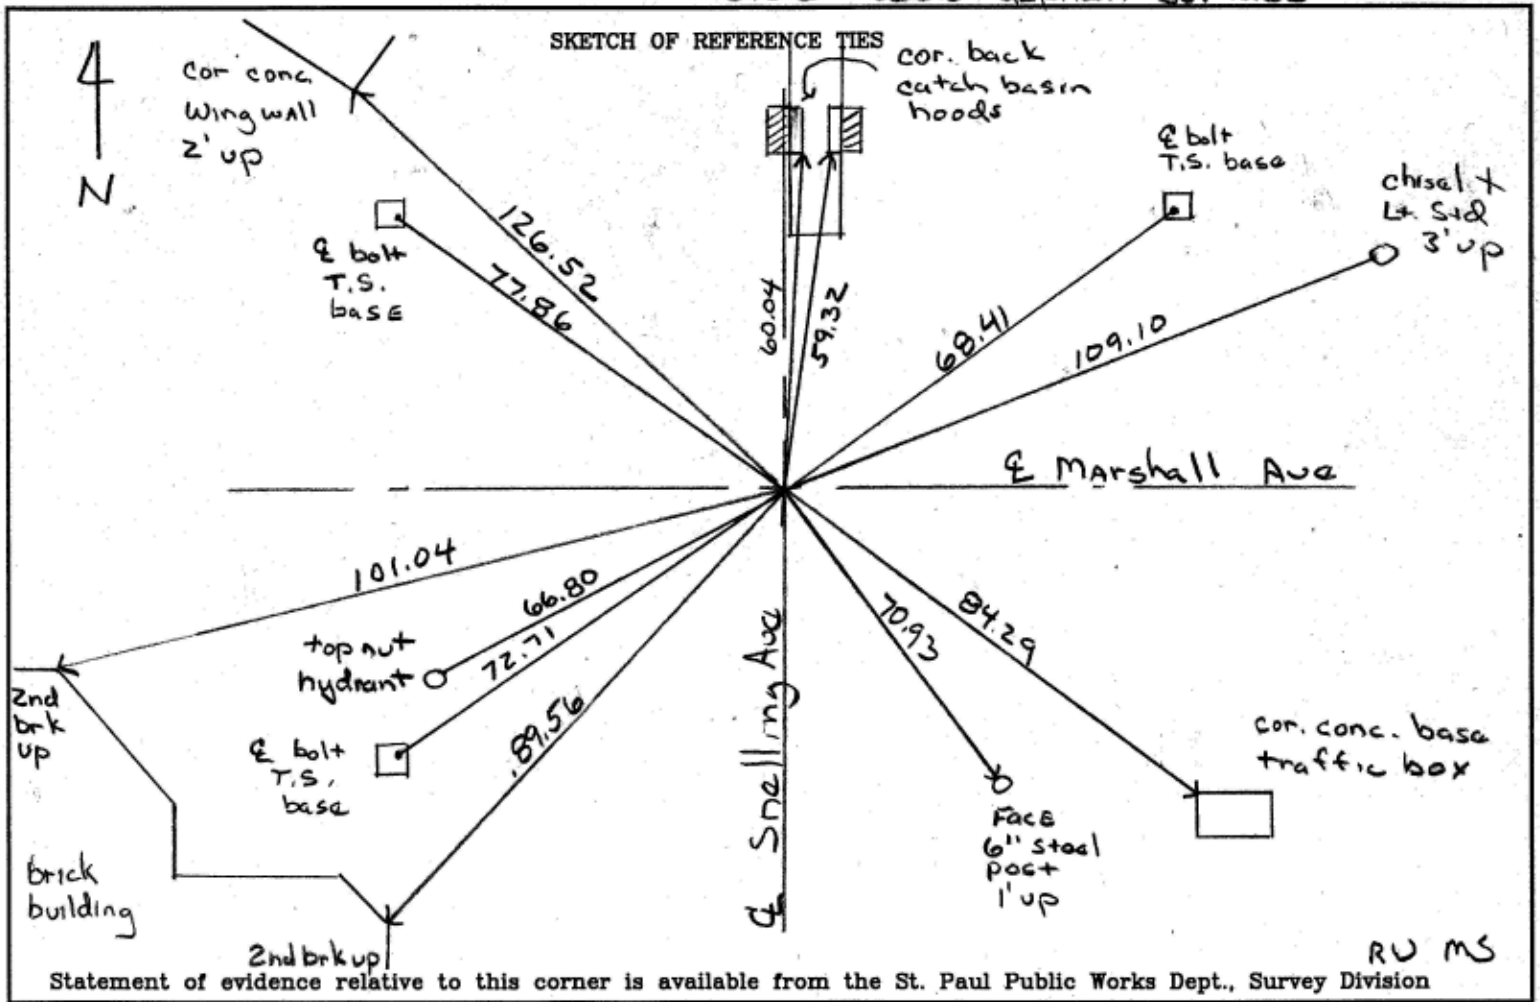 SKETCH OF REFERENCE TIES
N
cor conc
wing wall
2' up
cor. back
catch basin
hoods
℄ bolt
T.S. base
chisel +
Lt. Std
3' up
℄ bolt
T.S.
base
126.52
77.86
60.04
59.32
68.41
109.10
℄ Marshall Ave
101.04
66.80
72.71
89.56
70.93
84.29
top nut
hydrant
2nd
brk
up
℄ bolt
T.S.
base
℄ Snelling Ave
cor. conc. base
traffic box
Face
6" steel
post
1' up
brick
building
2nd brk up
RU MS
Statement of evidence relative to this corner is available from the St. Paul Public Works Dept., Survey Division